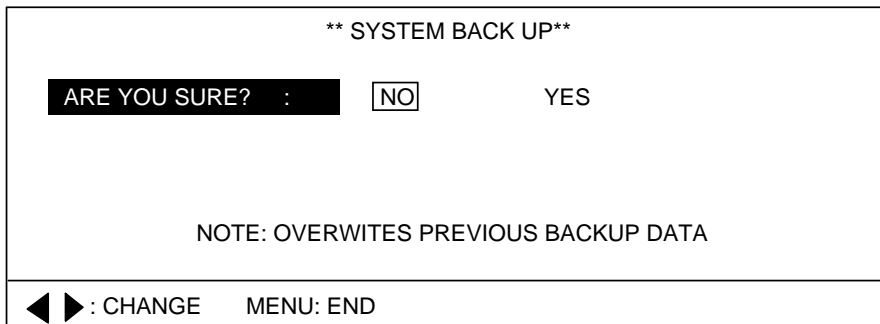 ** SYSTEM BACK UP**
ARE YOU SURE? : NO YES
NOTE: OVERWITES PREVIOUS BACKUP DATA
◀ ▶: CHANGE MENU: END